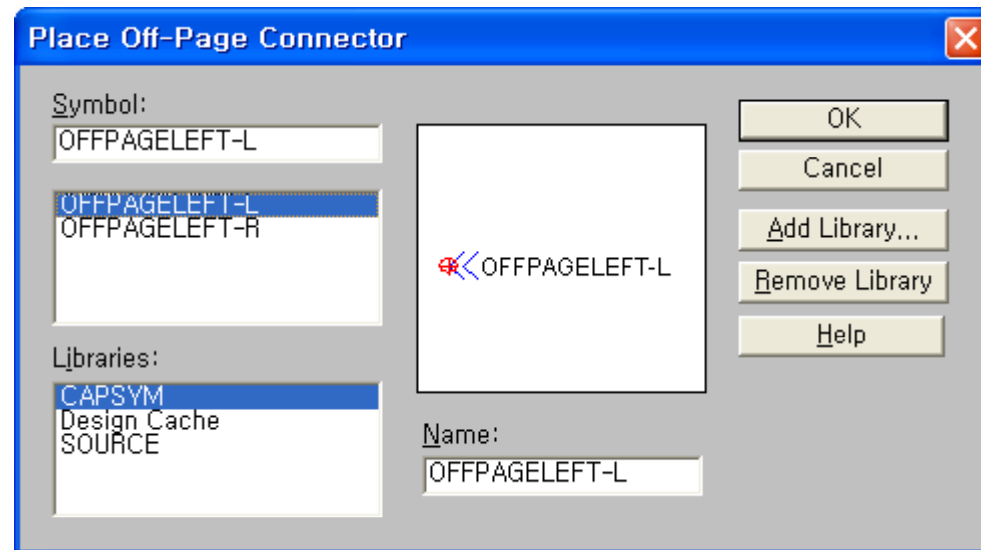 Place Off-Page Connector
Symbol:
OFFPAGELEFT-L
OFFPAGELEFT-L
OFFPAGELEFT-R
Libraries:
CAPSYM
Design Cache
SOURCE
OFFPAGELEFT-L
Name:
OFFPAGELEFT-L
OK
Cancel
Add Library...
Remove Library
Help